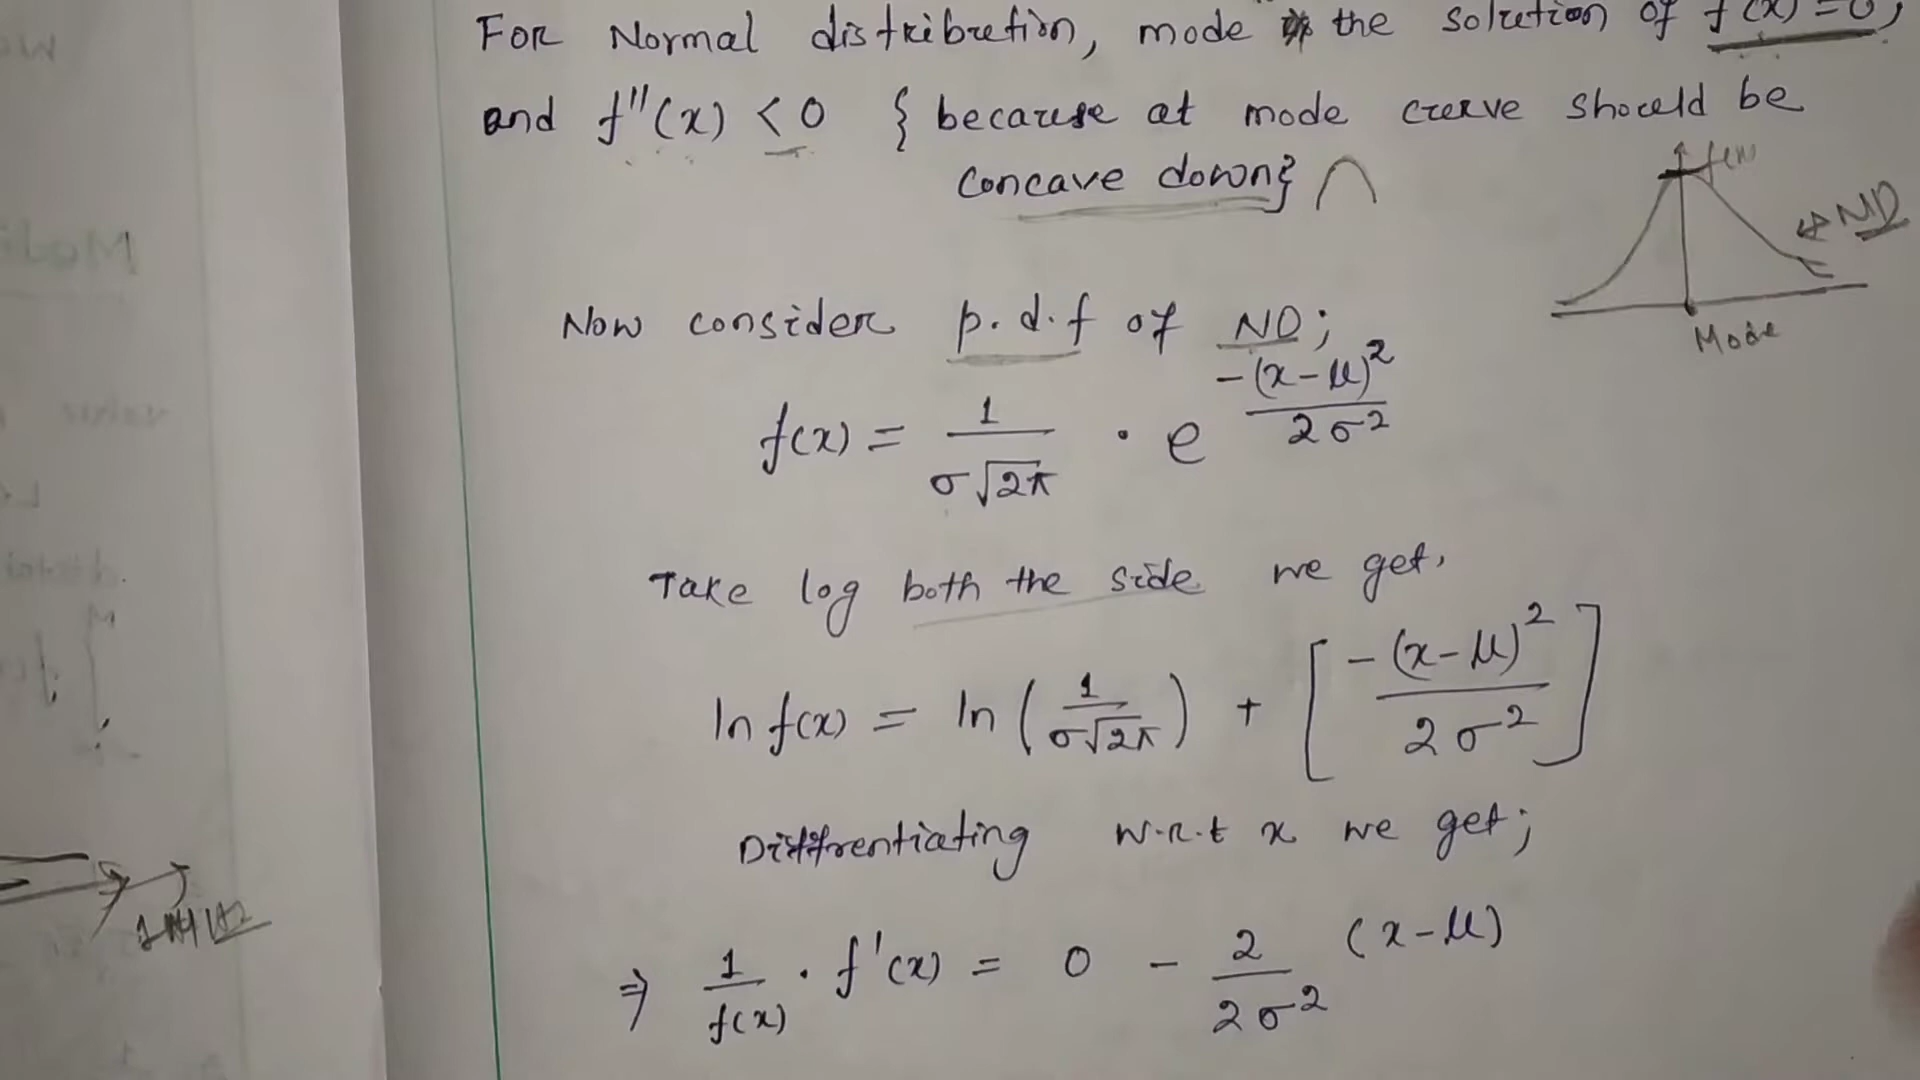 For Normal distribution, mode is the solution of f'(x) = 0,
and f''(x) < 0 { because at mode curve should be
concave down}
f(x)
ND
Mode
Now consider p.d.f of ND;
f(x) = 1/(σ√2π) · e^(-(x-μ)²/2σ²)
Take log both the side we get,
ln f(x) = ln (1/(σ√2π)) + [-(x-μ)²/2σ²]
Diffrentiating w.r.t x we get;
⇒ 1/f(x) · f'(x) = 0 - 2/2σ² (x-μ)